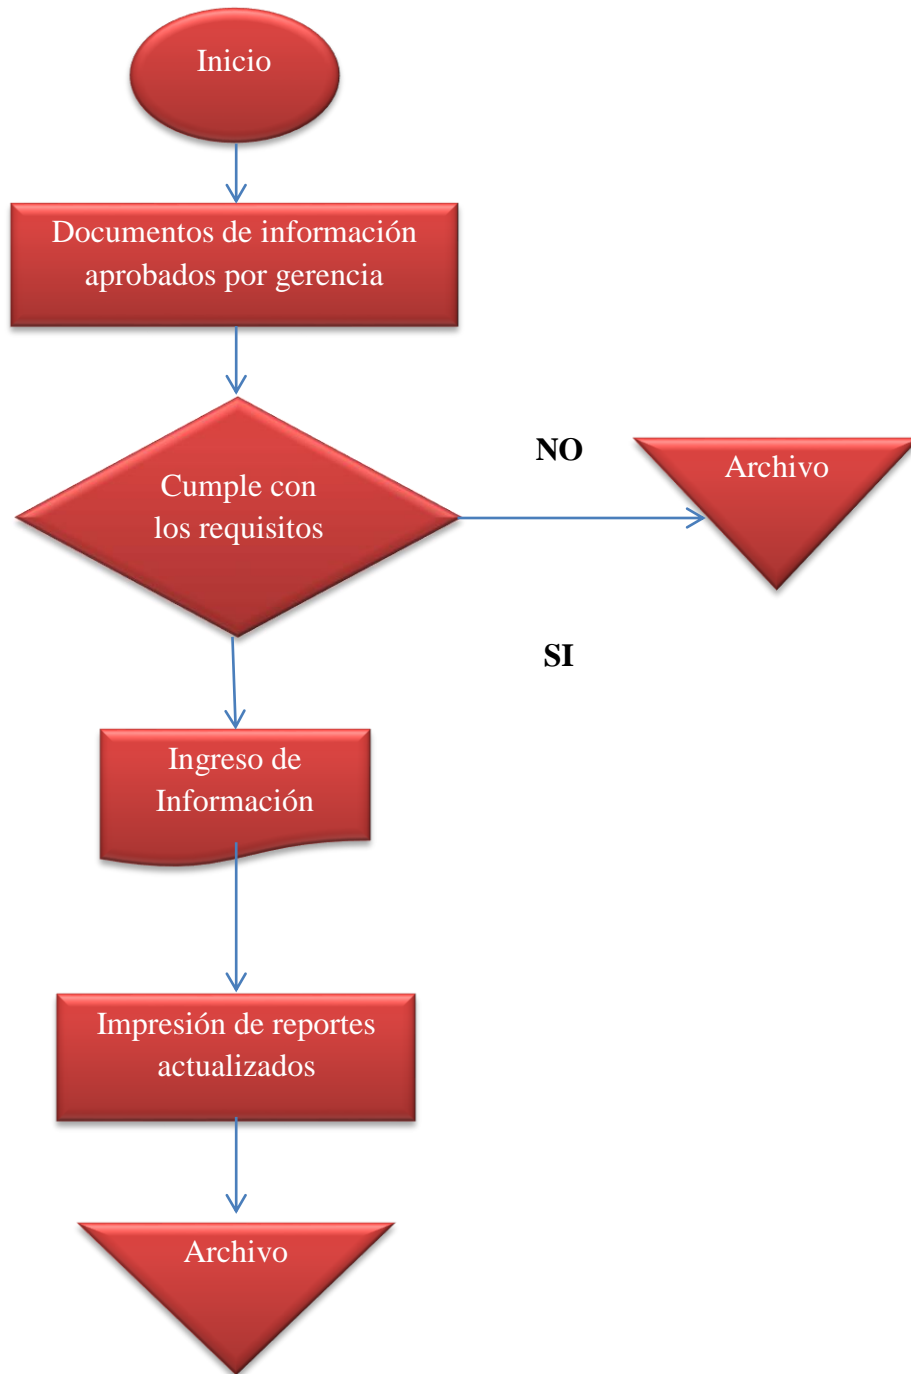 Inicio
Documentos de información
aprobados por gerencia
NO
Archivo
Cumple con
los requisitos
SI
Ingreso de
Información
Impresión de reportes
actualizados
Archivo